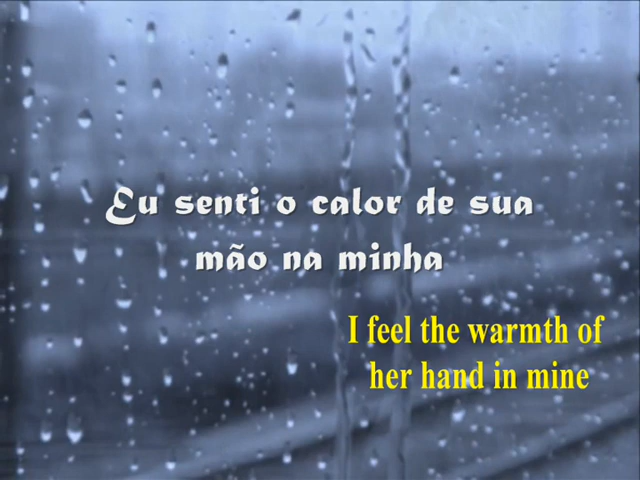 Eu senti o calor de sua
mão na minha
I feel the warmth of
her hand in mine